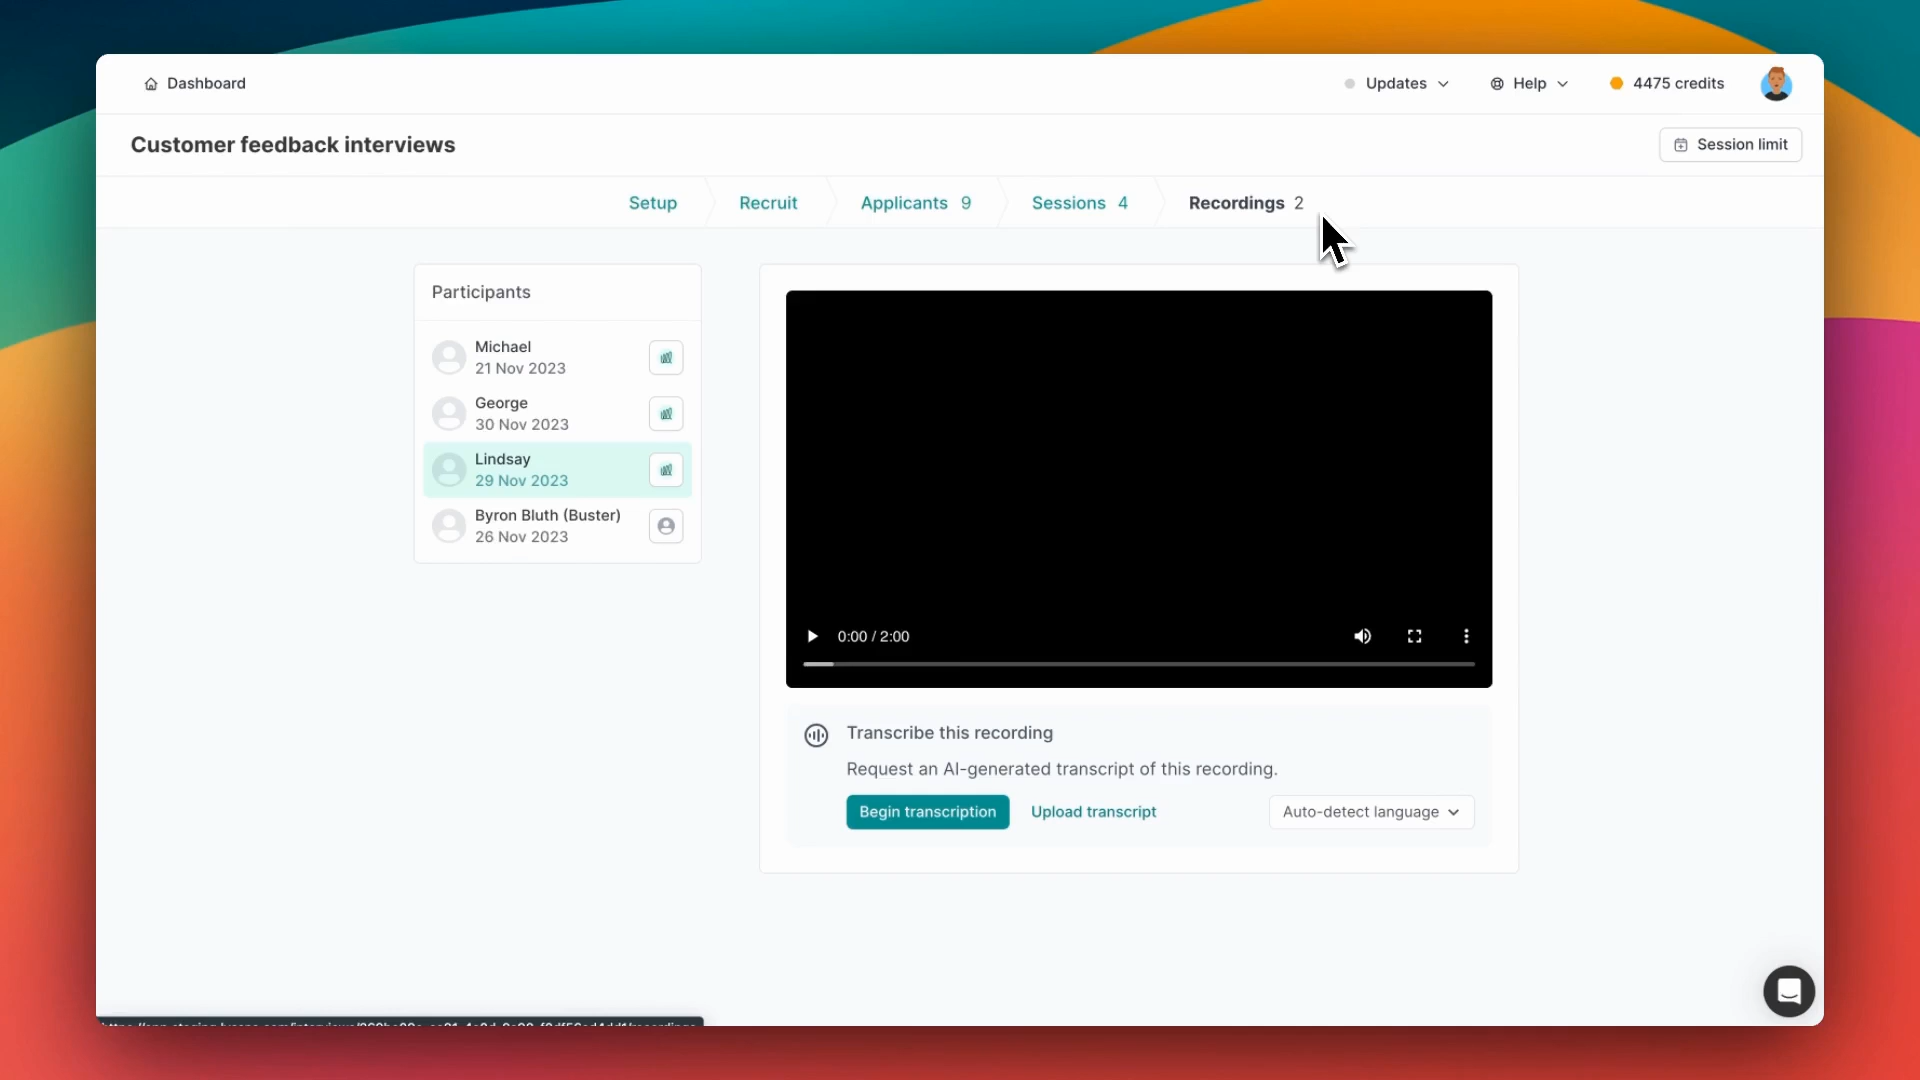 Dashboard
Updates
Help
4475 credits
Customer feedback interviews
Session limit
Setup
Recruit
Applicants 9
Sessions 4
Recordings 2
Participants
Michael
21 Nov 2023
George
30 Nov 2023
Lindsay
29 Nov 2023
Byron Bluth (Buster)
26 Nov 2023
0:00 / 2:00
Transcribe this recording
Request an AI-generated transcript of this recording.
Begin transcription
Upload transcript
Auto-detect language